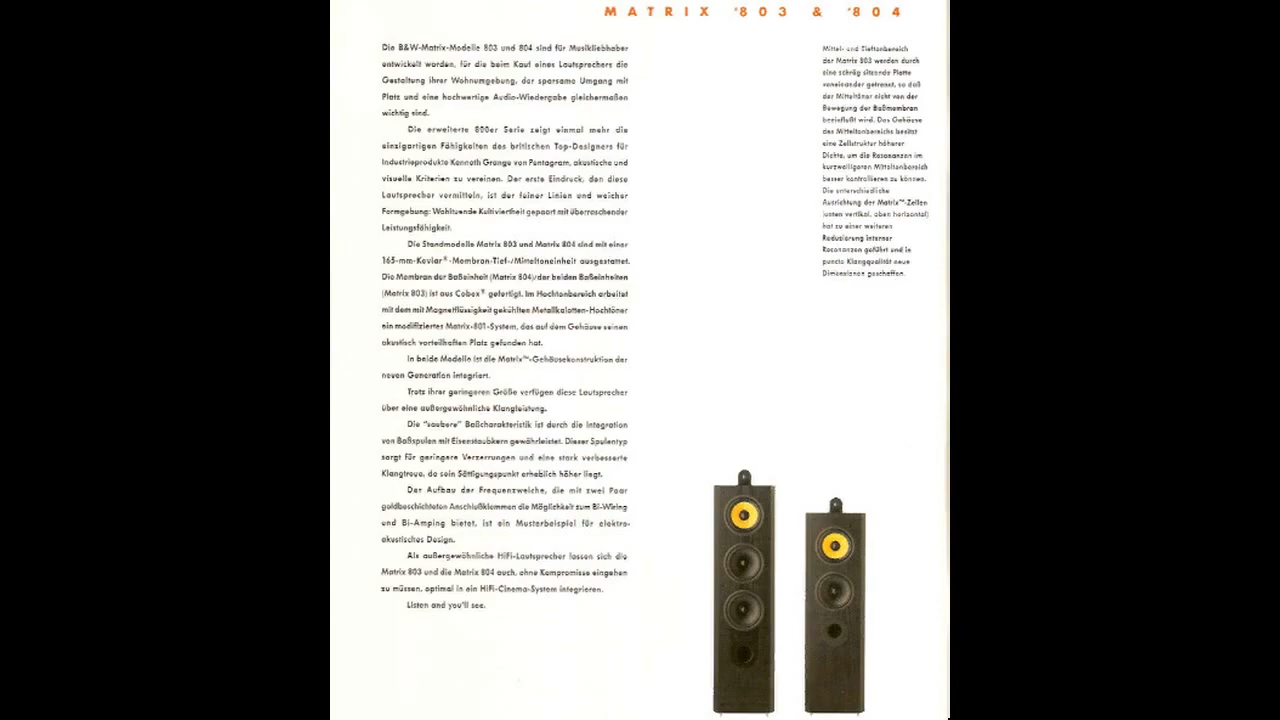 MATRIX '803 & '804
Die B&W-Matrix-Modelle 803 und 804 sind für Musikliebhaber
entwickelt worden, für die beim Kauf eines Lautsprechers die
Gestaltung ihrer Wohnumgebung, der sparsame Umgang mit
Platz und eine hochwertige Audio-Wiedergabe gleichermaßen
wichtig sind.
Die erweiterte 800er Serie zeigt einmal mehr die
einzigartigen Fähigkeiten des britischen Top-Designers für
Industrieprodukte Kenneth Grange von Pentagram, akustische und
visuelle Kriterien zu vereinen. Der erste Eindruck, den diese
Lautsprecher vermitteln, ist der feiner Linien und weicher
Formgebung: Wohltuende Kultiviertheit gepaart mit überraschender
Leistungsfähigkeit.
Die Standmodelle Matrix 803 und Matrix 804 sind mit einer
165-mm-Kevlar®-Membran-Tief-/Mitteltoneinheit ausgestattet.
Die Membran der Baßeinheit (Matrix 804)/der beiden Baßeinheiten
(Matrix 803) ist aus Cobex® gefertigt. Im Hochtonbereich arbeitet
mit dem mit Magnetflüssigkeit gekühlten Metallkalotten-Hochtöner
ein modifiziertes Matrix-801-System, das auf dem Gehäuse seinen
akustisch vorteilhaften Platz gefunden hat.
In beide Modelle ist die Matrix™-Gehäusekonstruktion der
neuen Generation integriert.
Trotz ihrer geringeren Größe verfügen diese Lautsprecher
über eine außergewöhnliche Klangleistung.
Die "saubere" Baßcharakteristik ist durch die Integration
von Baßspulen mit Eisenstaubkern gewährleistet. Dieser Spulentyp
sorgt für geringere Verzerrungen und eine stark verbesserte
Klangtreue, da sein Sättigungspunkt erheblich höher liegt.
Der Aufbau der Frequenzweiche, die mit zwei Paar
goldbeschichteten Anschlußklemmen die Möglichkeit zum Bi-Wiring
und Bi-Amping bietet, ist ein Musterbeispiel für elektro-
akustisches Design.
Als außergewöhnliche HiFi-Lautsprecher lassen sich die
Matrix 803 und die Matrix 804 auch, ohne Kompromisse eingehen
zu müssen, optimal in ein HiFi-Cinema-System integrieren.
Listen and you'll see.
Mittel- und Tieftonbereich
der Matrix 803 werden durch
eine schräg sitzende Platte
voneinander getrennt, so daß
der Mitteltöner nicht von der
Bewegung der Baßmembran
beeinflußt wird. Das Gehäuse
des Mitteltonbereichs besitzt
eine Zellstruktur höherer
Dichte, um die Resonanzen im
kurzwelligeren Mitteltonbereich
besser kontrollieren zu können.
Die unterschiedliche
Ausrichtung der Matrix™-Zellen
(unten vertikal, oben horizontal)
hat zu einer weiteren
Reduzierung interner
Resonanzen geführt und in
puncto Klangqualität neue
Dimensionen geschaffen.